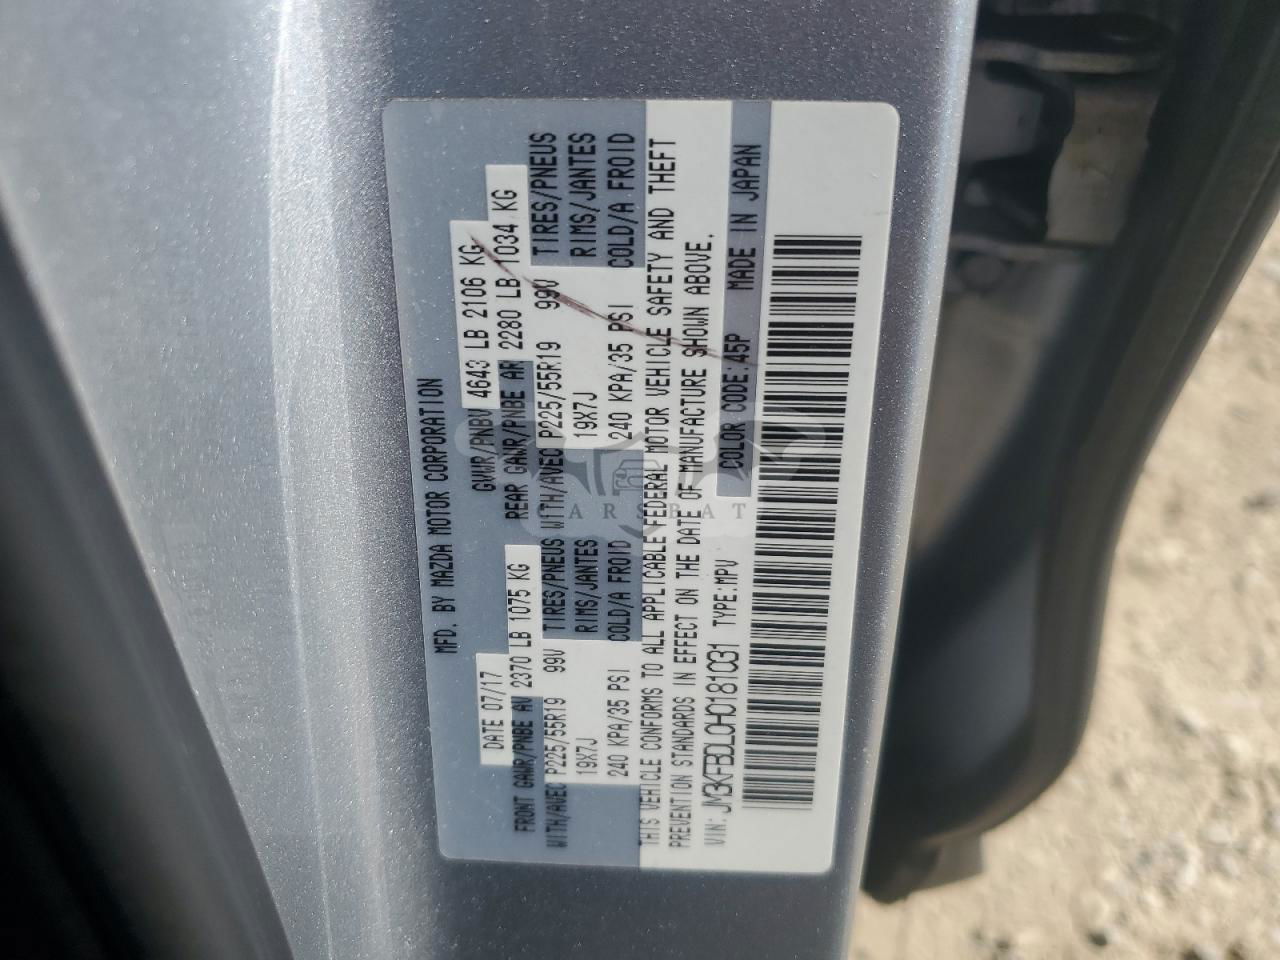 MFD. BY MAZDA MOTOR CORPORATION
DATE 07/17 GVWR/PNBV 4643 LB 2106 KG
FRONT GAWR/PNBE AV 2370 LB 1075 KG REAR GAWR/PNBE AR 2280 LB 1034 KG
WITH/AVEC P225/55R19 99V TIRES/PNEUS WITH/AVEC P225/55R19 99V TIRES/PNEUS
19X7J RIMS/JANTES 19X7J RIMS/JANTES
240 KPA/35 PSI COLD/A FROID 240 KPA/35 PSI COLD/A FROID
THIS VEHICLE CONFORMS TO ALL APPLICABLE FEDERAL MOTOR VEHICLE SAFETY AND THEFT
PREVENTION STANDARDS IN EFFECT ON THE DATE OF MANUFACTURE SHOWN ABOVE.
VIN: JM3KFBDL0H0181031 TYPE:MPV COLOR CODE:45P MADE IN JAPAN
CARSBAT